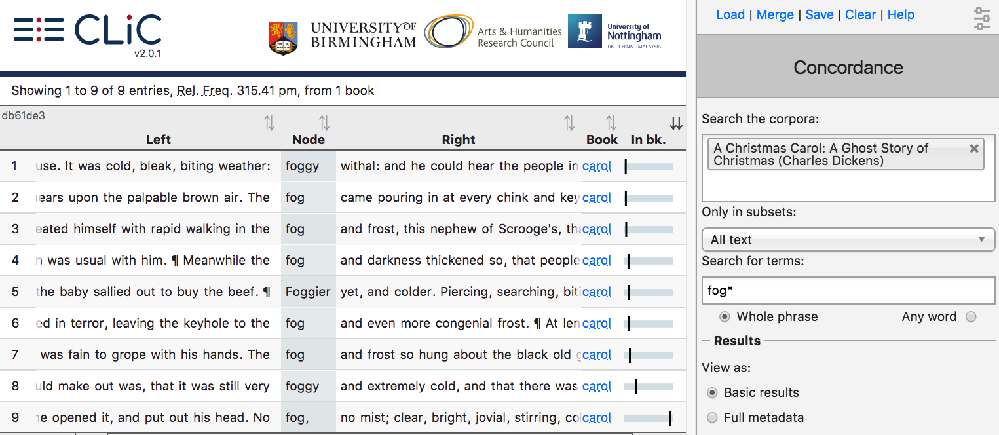 CLiC
v2.0.1
UNIVERSITY OF
BIRMINGHAM
Arts & Humanities
Research Council
University of
Nottingham
UK | CHINA | MALAYSIA
Load | Merge | Save | Clear | Help
Concordance
Showing 1 to 9 of 9 entries, Rel. Freq. 315.41 pm, from 1 book
db61de3
Left Node Right Book In bk.
1 use. It was cold, bleak, biting weather: foggy withal: and he could hear the people in carol
2 ears upon the palpable brown air. The fog came pouring in at every chink and key carol
3 eated himself with rapid walking in the fog and frost, this nephew of Scrooge's, tha carol
4 n was usual with him. ¶ Meanwhile the fog and darkness thickened so, that people carol
5 the baby sallied out to buy the beef. ¶ Foggier yet, and colder. Piercing, searching, biti carol
6 ed in terror, leaving the keyhole to the fog and even more congenial frost. ¶ At len carol
7 was fain to grope with his hands. The fog and frost so hung about the black old g carol
8 uld make out was, that it was still very foggy and extremely cold, and that there was carol
9 he opened it, and put out his head. No fog, no mist; clear, bright, jovial, stirring, co carol
Search the corpora:
A Christmas Carol: A Ghost Story of
Christmas (Charles Dickens)
Only in subsets:
All text
Search for terms:
fog*
Whole phrase Any word
Results
View as:
Basic results
Full metadata